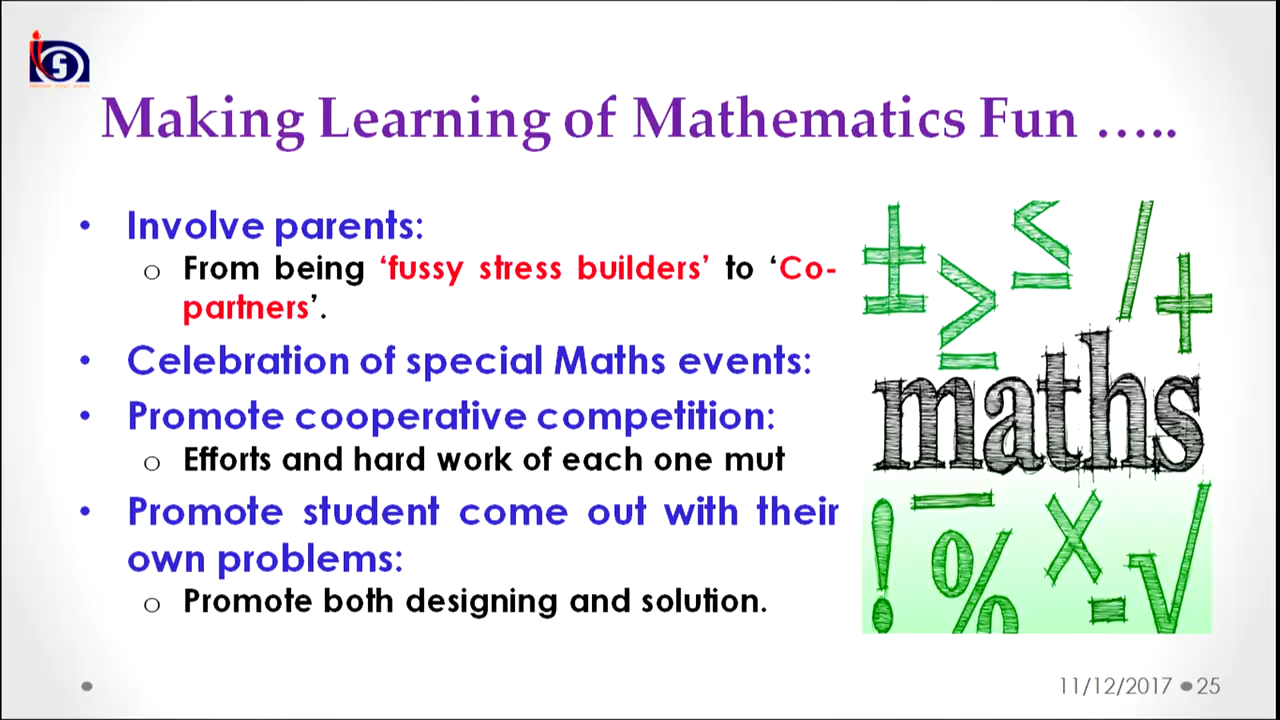 Making Learning of Mathematics Fun …..
• Involve parents:
o From being ‘fussy stress builders’ to ‘Co-
partners’.
• Celebration of special Maths events:
• Promote cooperative competition:
o Efforts and hard work of each one mut
• Promote student come out with their
own problems:
o Promote both designing and solution.
± ≥ ≤ / +
maths
! − % × = √
11/12/2017 • 25